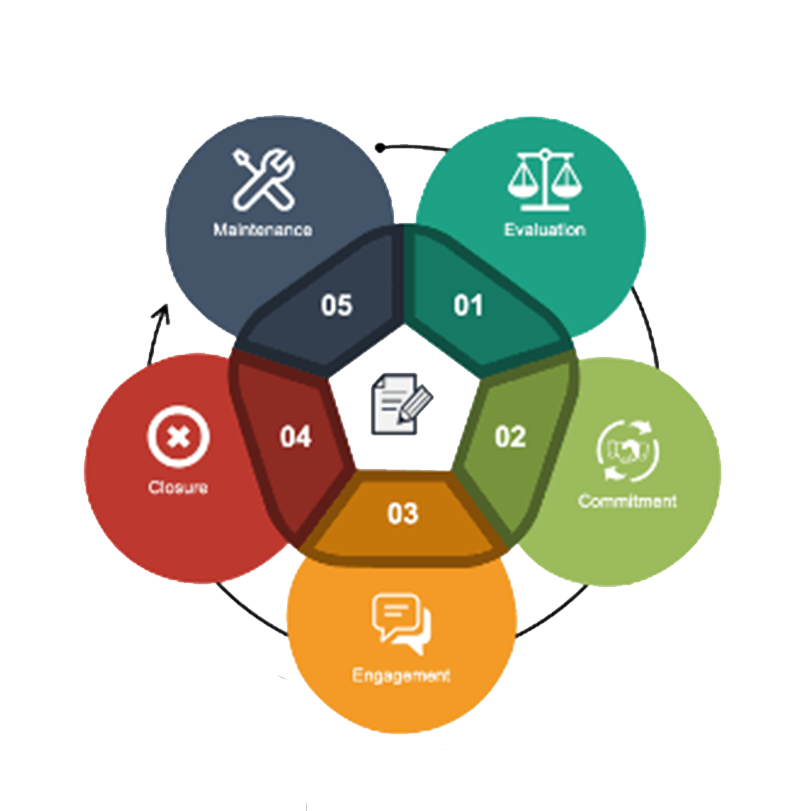 Evaluation
01
Commitment
02
Engagement
03
Closure
04
Maintenance
05